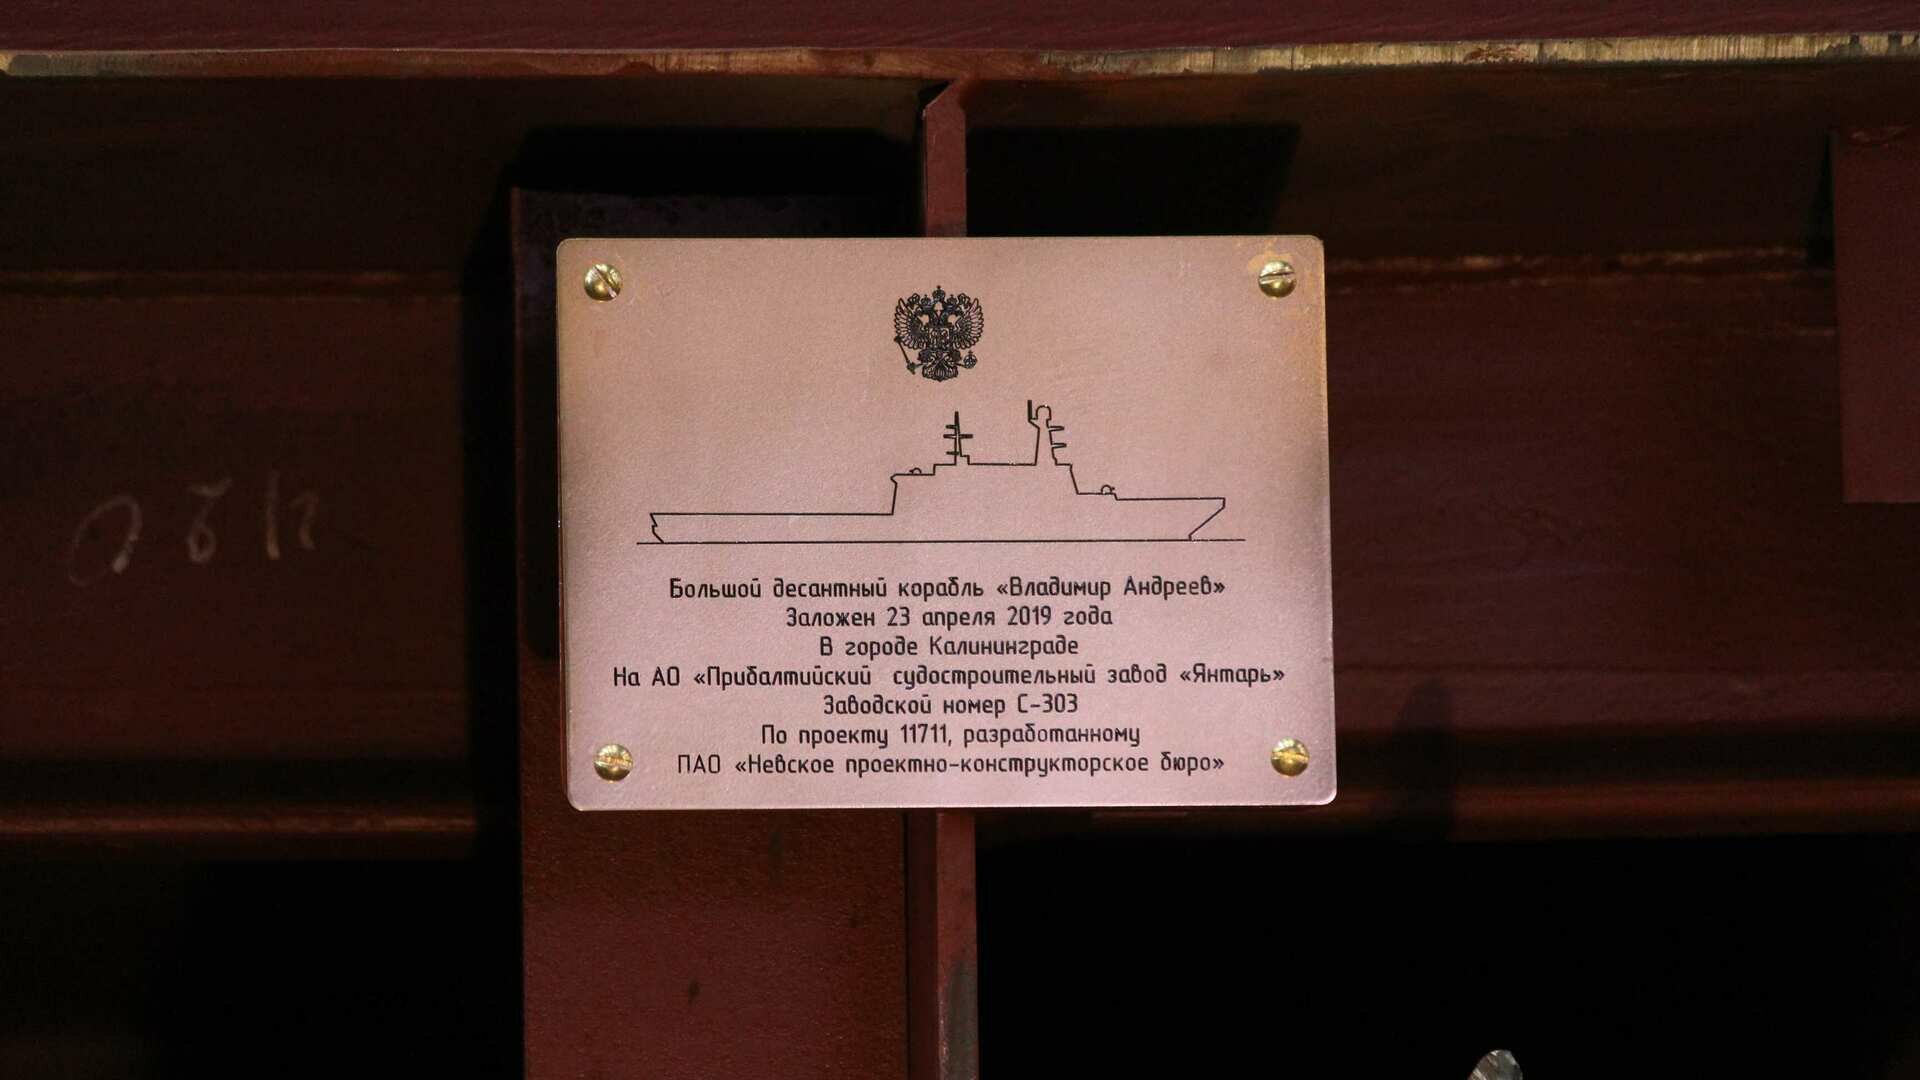 Большой десантный корабль «Владимир Андреев»
Заложен 23 апреля 2019 года
В городе Калининграде
На АО «Прибалтийский судостроительный завод «Янтарь»
Заводской номер С-303
По проекту 11711, разработанному
ПАО «Невское проектно-конструкторское бюро»